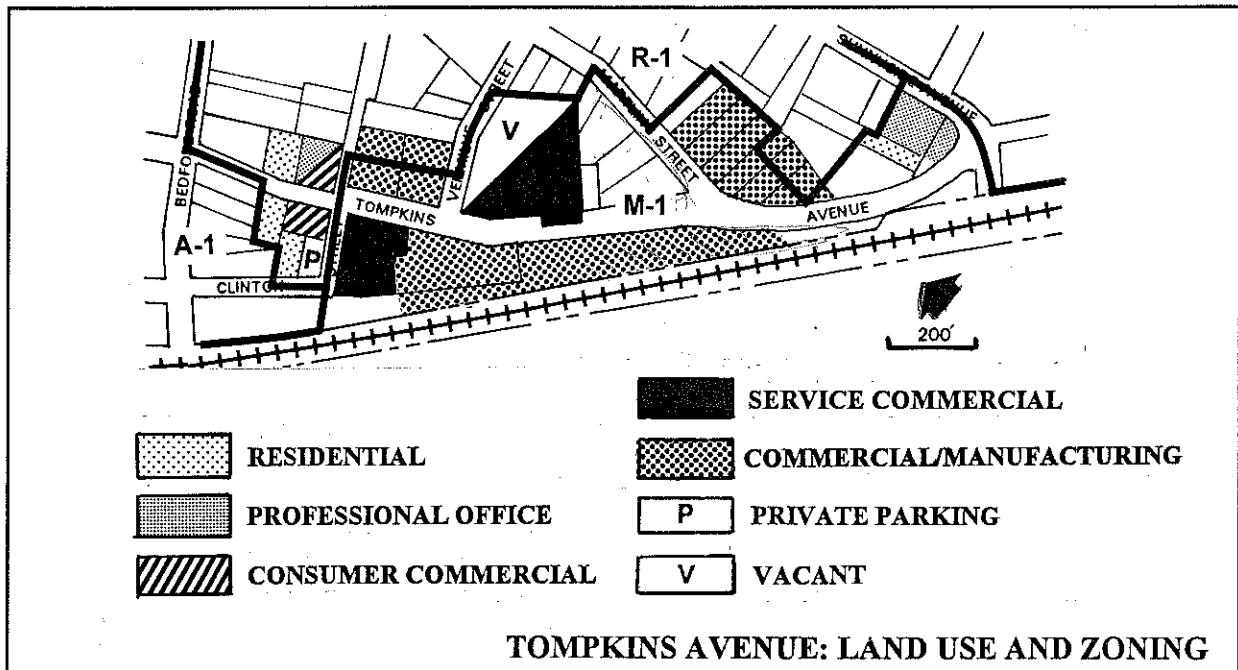 R-1
V
STREET
AVENUE
BEDFO
TOMPKINS
M-1
AVENUE
A-1
P
CLINTON
200'
SERVICE COMMERCIAL
RESIDENTIAL
COMMERCIAL/MANUFACTURING
PROFESSIONAL OFFICE
P PRIVATE PARKING
CONSUMER COMMERCIAL
V VACANT
TOMPKINS AVENUE: LAND USE AND ZONING